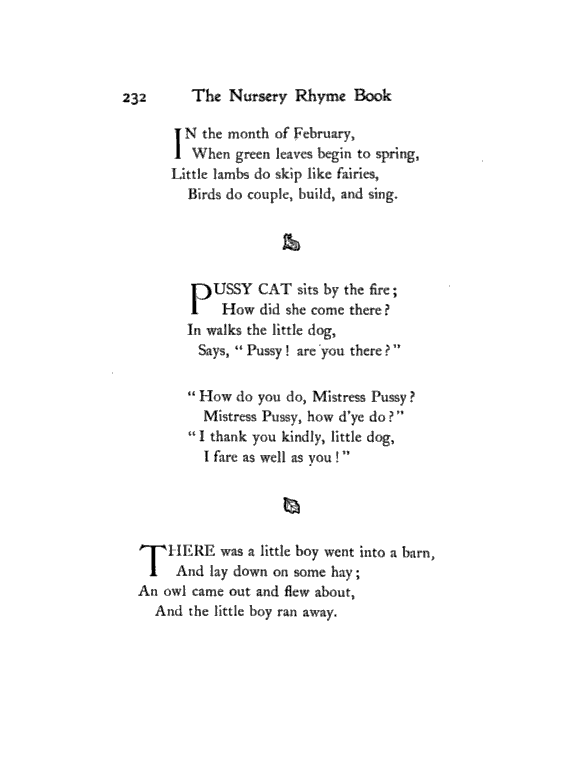 232 The Nursery Rhyme Book
IN the month of February,
When green leaves begin to spring,
Little lambs do skip like fairies,
Birds do couple, build, and sing.
PUSSY CAT sits by the fire;
How did she come there?
In walks the little dog,
Says, "Pussy! are you there?"
"How do you do, Mistress Pussy?
Mistress Pussy, how d'ye do?"
"I thank you kindly, little dog,
I fare as well as you!"
THERE was a little boy went into a barn,
And lay down on some hay;
An owl came out and flew about,
And the little boy ran away.